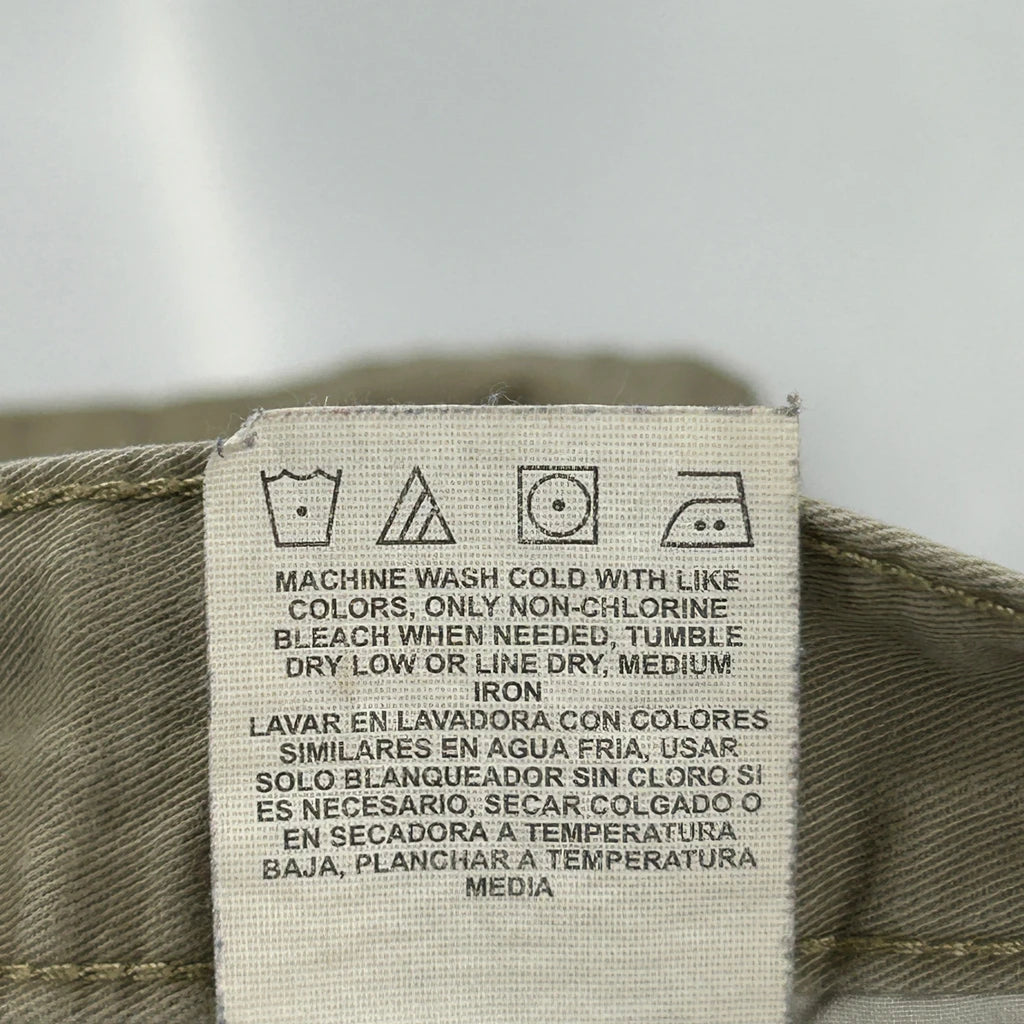 MACHINE WASH COLD WITH LIKE
COLORS, ONLY NON-CHLORINE
BLEACH WHEN NEEDED, TUMBLE
DRY LOW OR LINE DRY, MEDIUM
IRON
LAVAR EN LAVADORA CON COLORES
SIMILARES EN AGUA FRIA, USAR
SOLO BLANQUEADOR SIN CLORO SI
ES NECESARIO, SECAR COLGADO O
EN SECADORA A TEMPERATURA
BAJA, PLANCHAR A TEMPERATURA
MEDIA